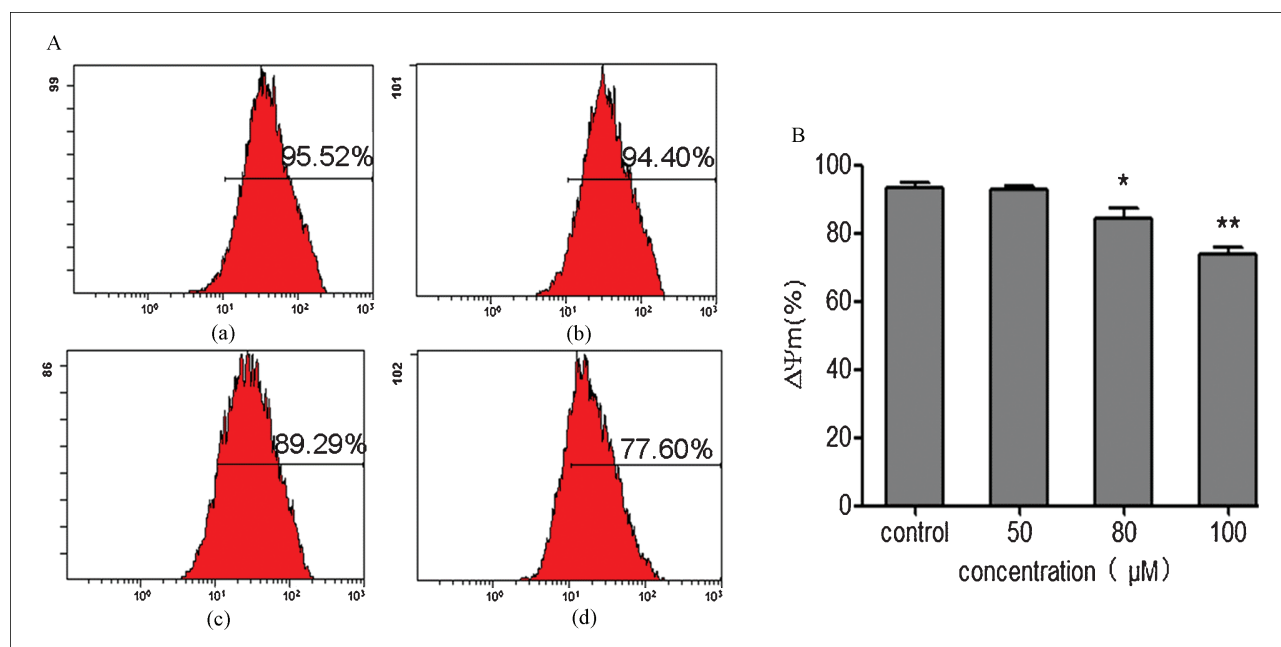 A
99
95.52%
10⁰ 10¹ 10² 10³
(a)
101
94.40%
10⁰ 10¹ 10² 10³
(b)
86
89.29%
10⁰ 10¹ 10² 10³
(c)
102
77.60%
10⁰ 10¹ 10² 10³
(d)
B
ΔΨm(%)
100
80
60
40
20
0
*
**
control 50 80 100
concentration ( µM)